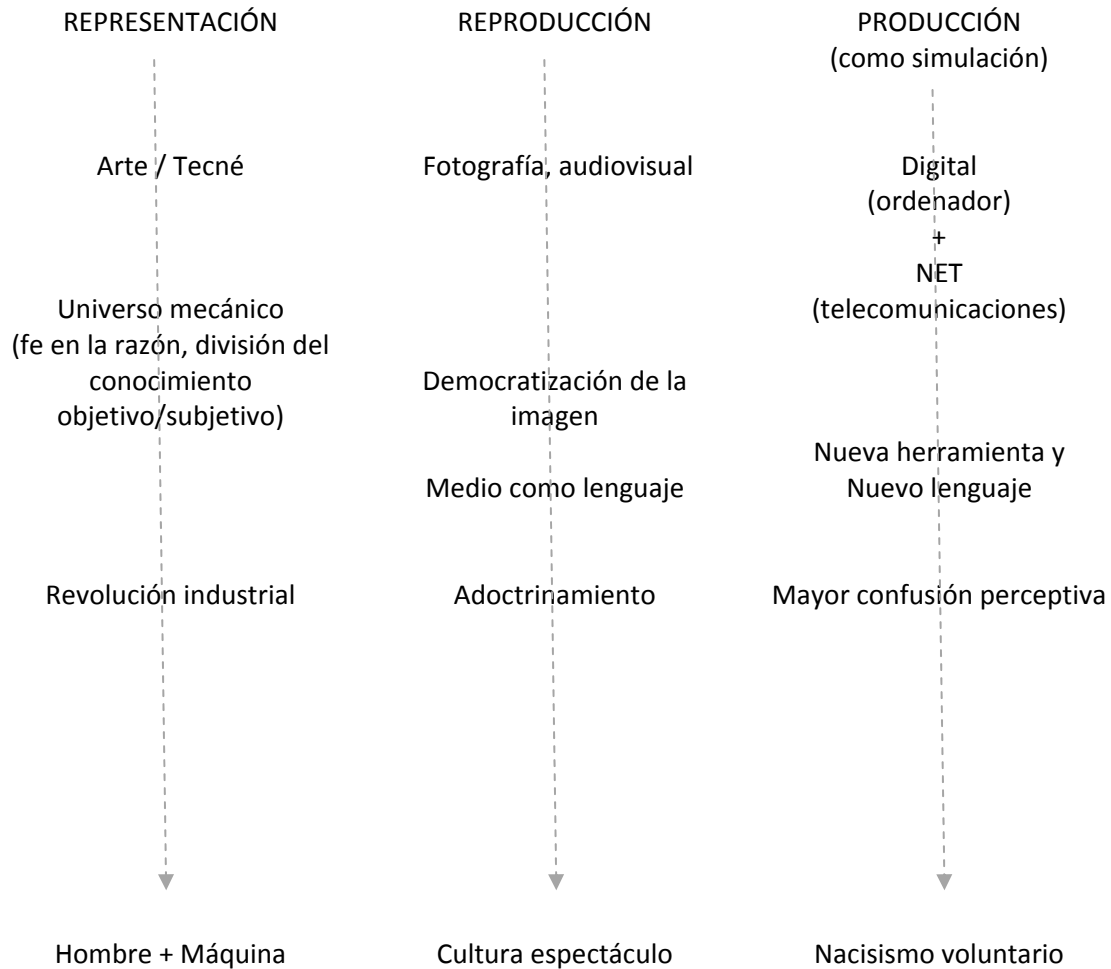 REPRESENTACIÓN
Arte / Tecné
Universo mecánico
(fe en la razón, división del
conocimiento
objetivo/subjetivo)
Revolución industrial
Hombre + Máquina
REPRODUCCIÓN
Fotografía, audiovisual
Democratización de la
imagen
Medio como lenguaje
Adoctrinamiento
Cultura espectáculo
PRODUCCIÓN
(como simulación)
Digital
(ordenador)
+
NET
(telecomunicaciones)
Nueva herramienta y
Nuevo lenguaje
Mayor confusión perceptiva
Nacisismo voluntario